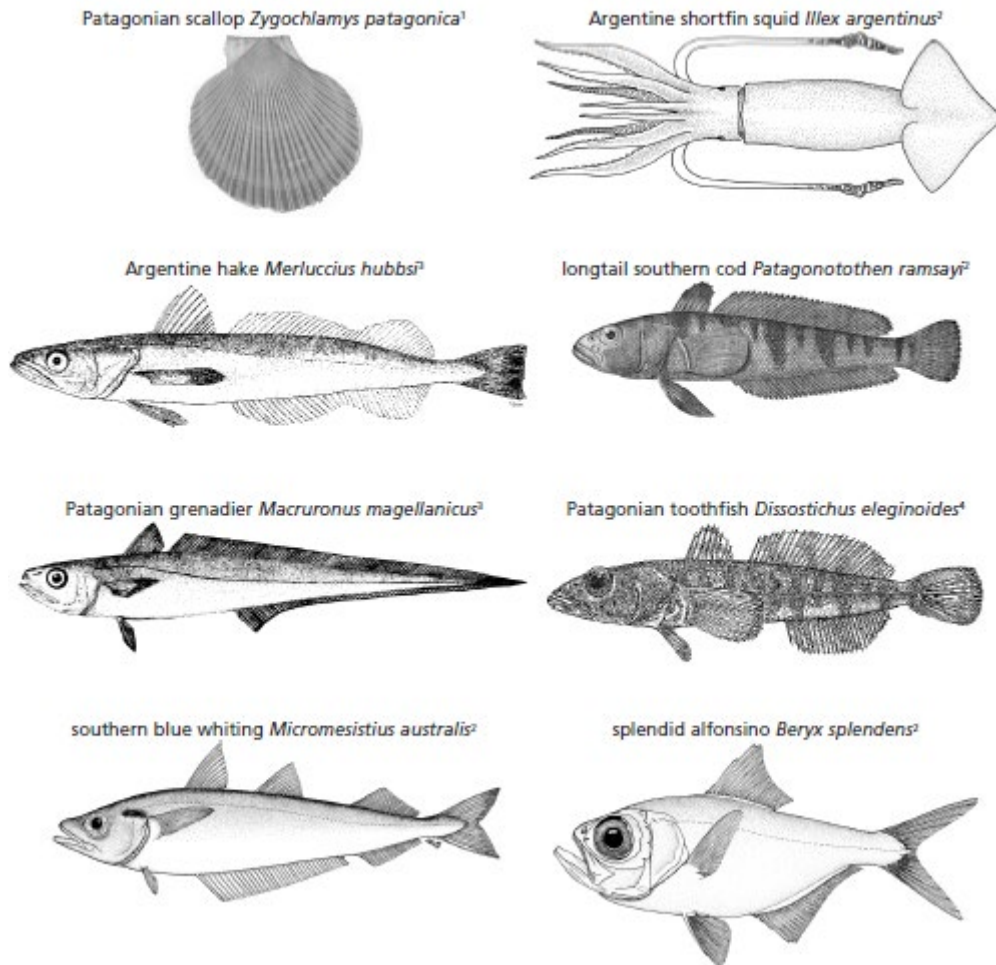 Patagonian scallop Zygochlamys patagonica¹
Argentine shortfin squid Illex argentinus²
Argentine hake Merluccius hubbsi³
longtail southern cod Patagonotothen ramsayi²
Patagonian grenadier Macruronus magellanicus³
Patagonian toothfish Dissostichus eleginoides⁴
southern blue whiting Micromesistius australis²
splendid alfonsino Beryx splendens²